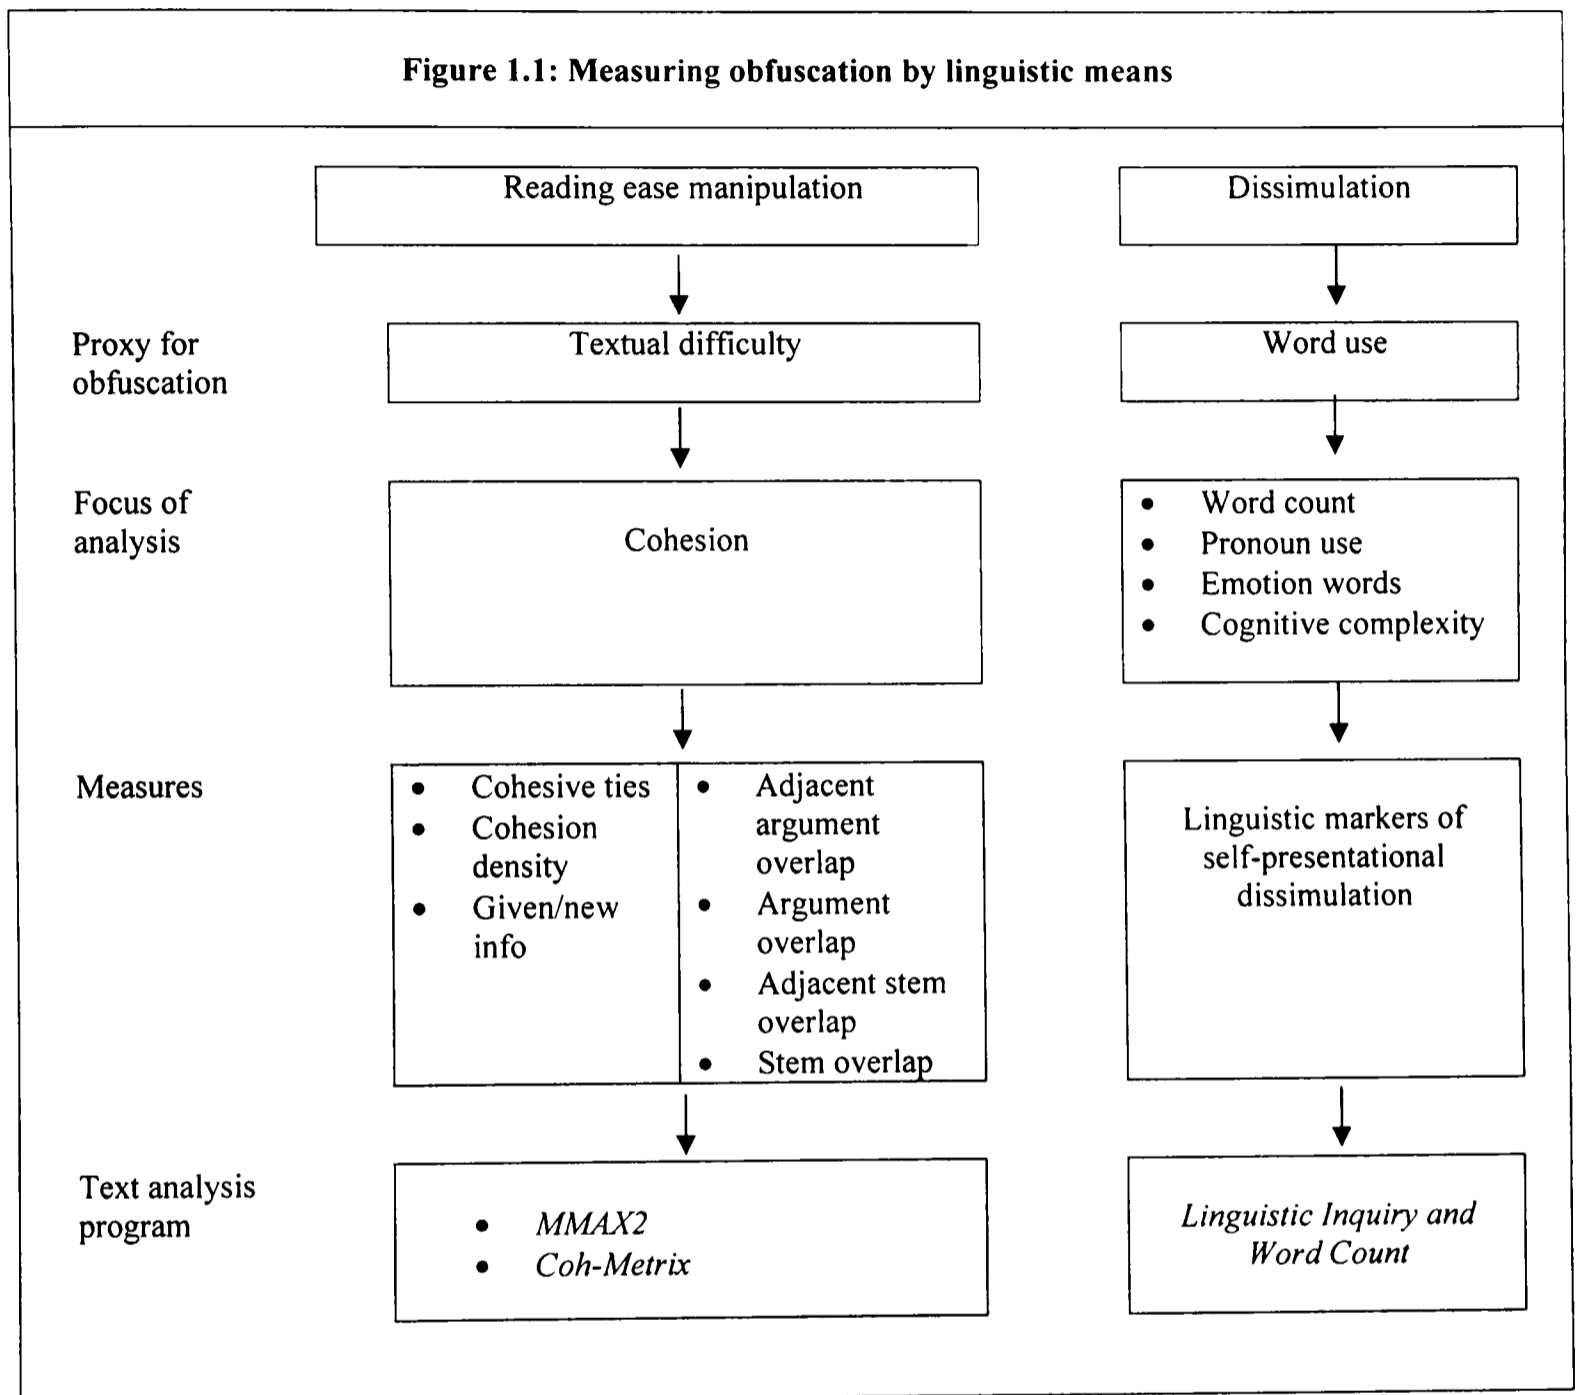 Figure 1.1: Measuring obfuscation by linguistic means
Reading ease manipulation
Dissimulation
Proxy for
obfuscation
Textual difficulty
Word use
Focus of
analysis
Cohesion
• Word count
• Pronoun use
• Emotion words
• Cognitive complexity
Measures
• Cohesive ties
• Cohesion
density
• Given/new
info
• Adjacent
argument
overlap
• Argument
overlap
• Adjacent stem
overlap
• Stem overlap
Linguistic markers of
self-presentational
dissimulation
Text analysis
program
• MMAX2
• Coh-Metrix
Linguistic Inquiry and
Word Count